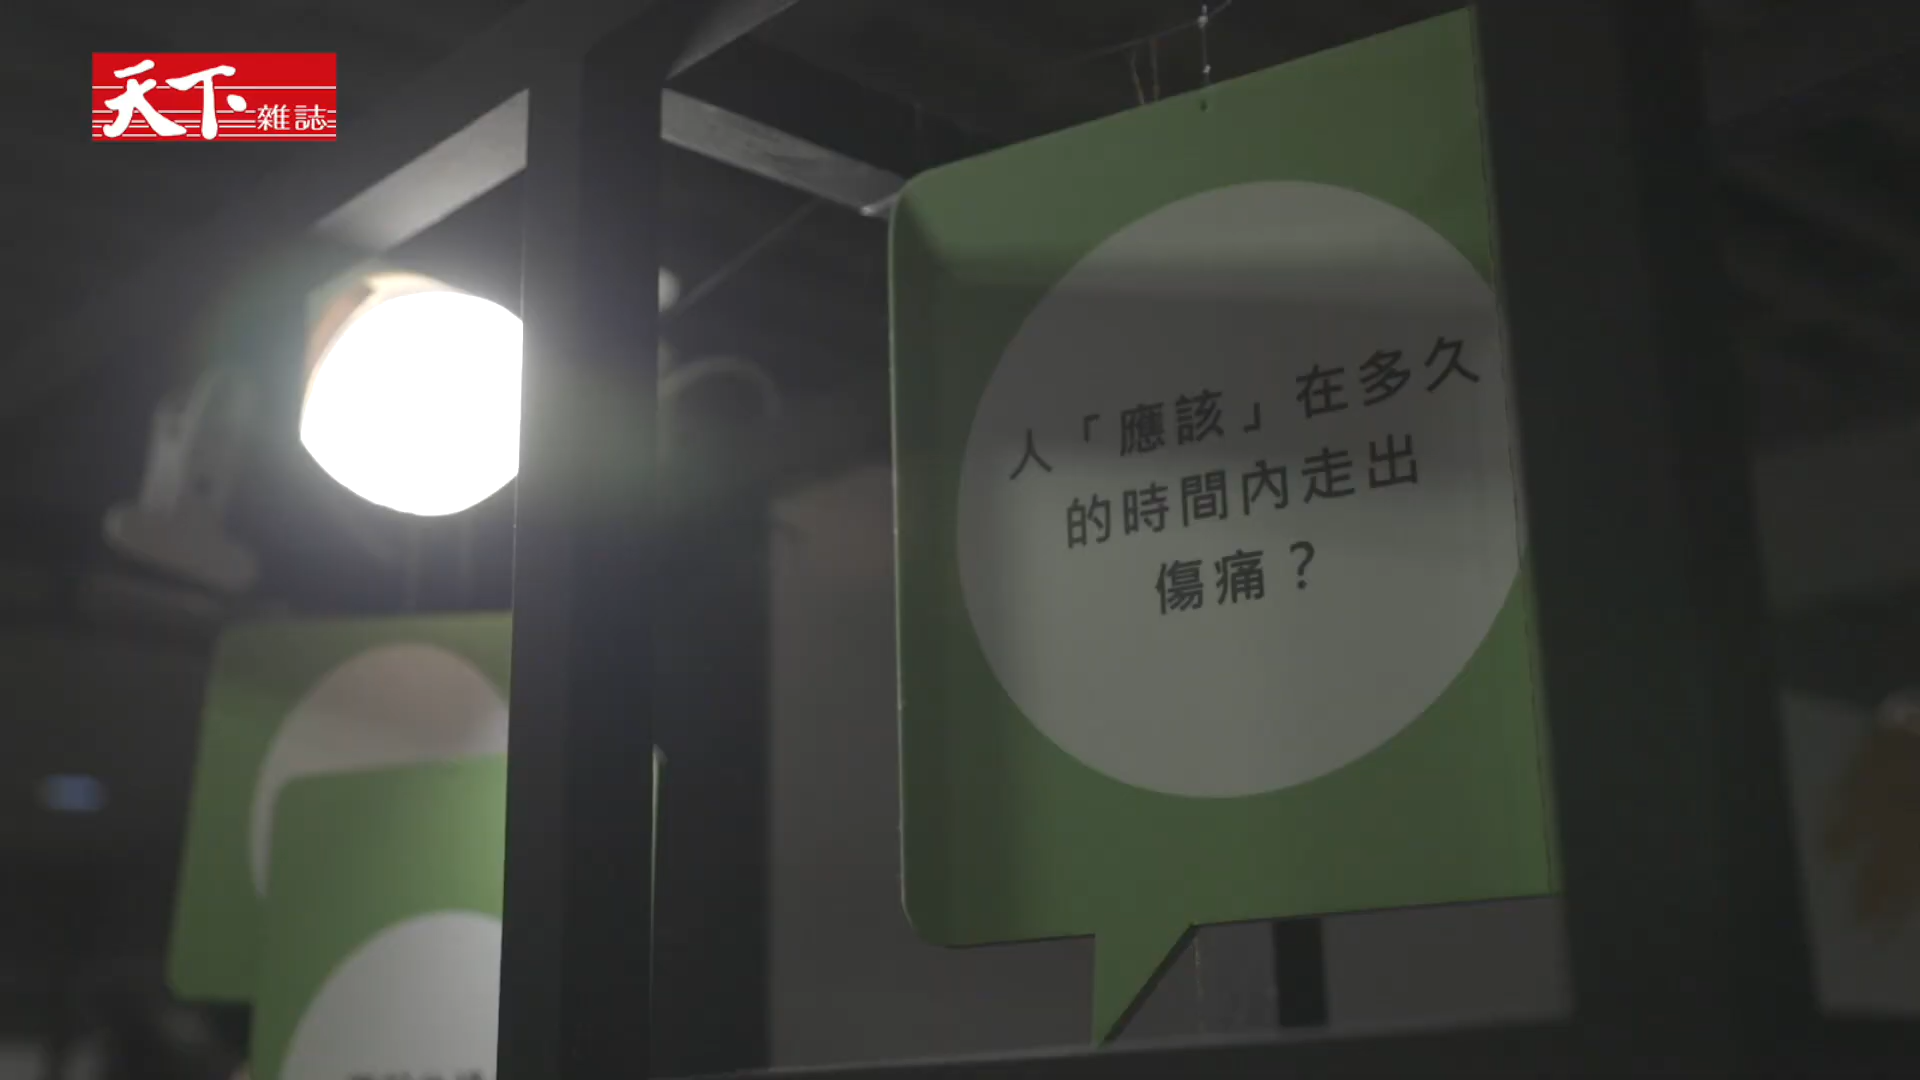 天下雜誌
人「應該」在多久
的時間內走出
傷痛？